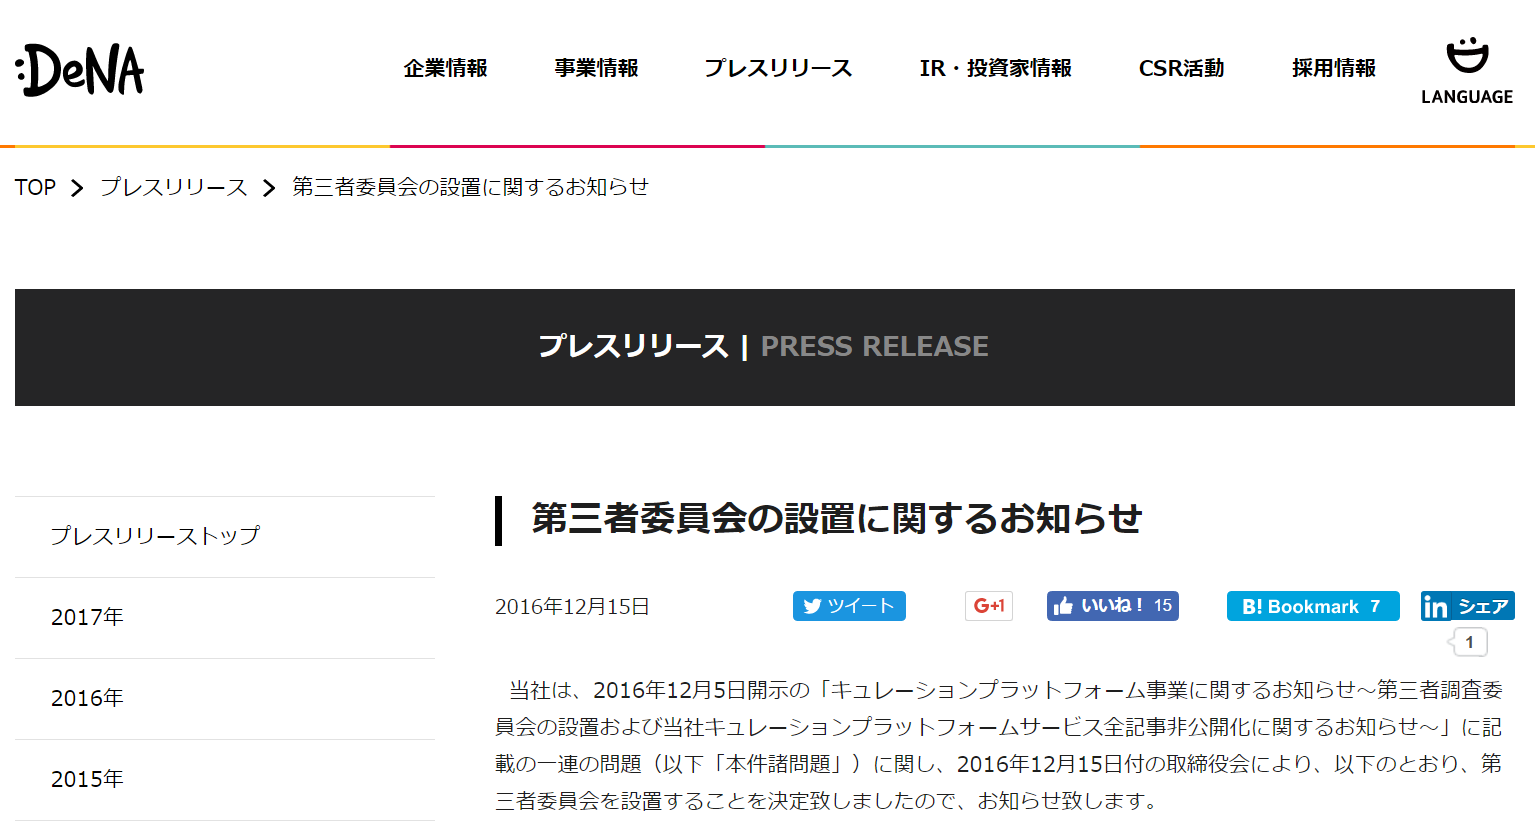 :DeNA
企業情報 事業情報 プレスリリース IR・投資家情報 CSR活動 採用情報
LANGUAGE
TOP プレスリリース 第三者委員会の設置に関するお知らせ
プレスリリース | PRESS RELEASE
プレスリリーストップ
2017年
2016年
2015年
第三者委員会の設置に関するお知らせ
2016年12月15日 ツイート G+1 いいね！ 15 B! Bookmark 7 in シェア
1
当社は、2016年12月5日開示の「キュレーションプラットフォーム事業に関するお知らせ～第三者調査委
員会の設置および当社キュレーションプラットフォームサービス全記事非公開化に関するお知らせ～」に記
載の一連の問題（以下「本件諸問題」）に関し、2016年12月15日付の取締役会により、以下のとおり、第
三者委員会を設置することを決定致しましたので、お知らせ致します。